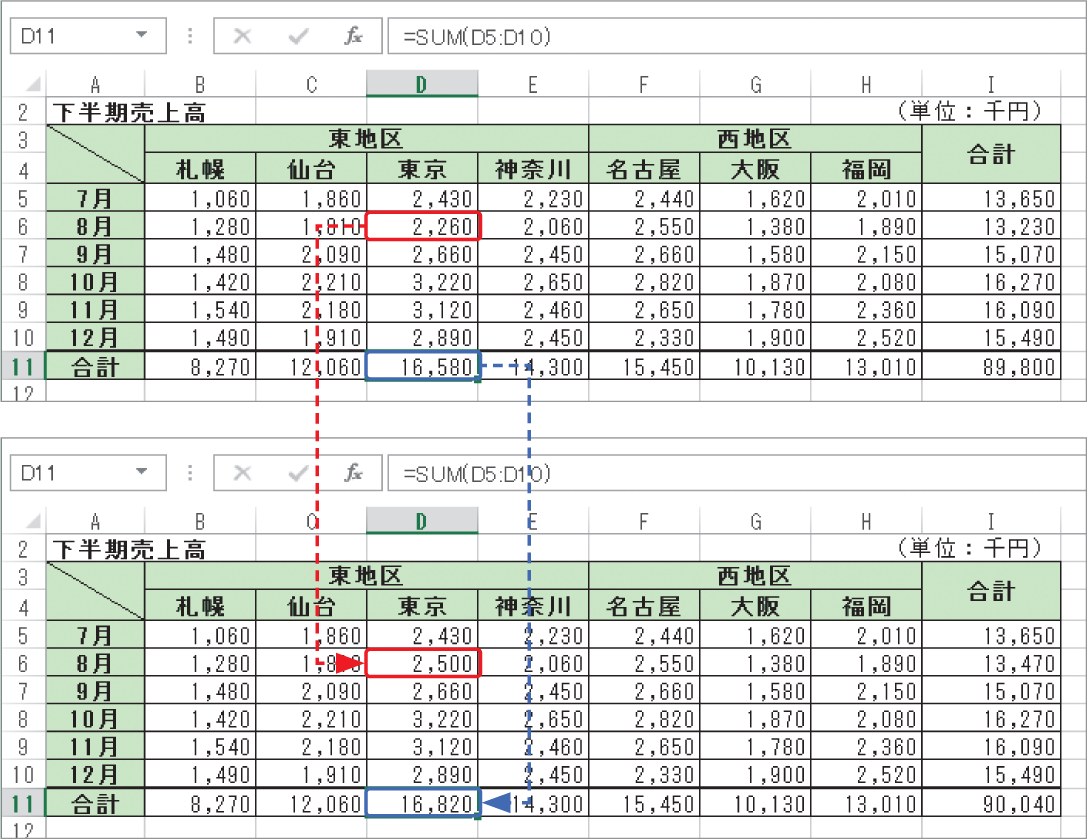 D11 =SUM(D5:D10)
A B C D E F G H I
2 下半期売上高 (単位:千円)
3 東地区 西地区 合計
4 札幌 仙台 東京 神奈川 名古屋 大阪 福岡
5 7月 1,060 1,860 2,430 2,230 2,440 1,620 2,010 13,650
6 8月 1,280 2,260 2,060 2,550 1,380 1,890 13,230
7 9月 1,480 2,090 2,660 2,450 2,660 1,580 2,150 15,070
8 10月 1,420 2,210 3,220 2,650 2,820 1,870 2,080 16,270
9 11月 1,540 2,180 3,120 2,460 2,650 1,780 2,360 16,090
10 12月 1,490 1,910 2,890 2,450 2,330 1,900 2,520 15,490
11 合計 8,270 12,060 16,580 14,300 15,450 10,130 13,010 89,800
12
D11 =SUM(D5:D10)
A B C D E F G H I
2 下半期売上高 (単位:千円)
3 東地区 西地区 合計
4 札幌 仙台 東京 神奈川 名古屋 大阪 福岡
5 7月 1,060 1,860 2,430 2,230 2,440 1,620 2,010 13,650
6 8月 1,280 2,500 2,060 2,550 1,380 1,890 13,470
7 9月 1,480 2,090 2,660 2,450 2,660 1,580 2,150 15,070
8 10月 1,420 2,210 3,220 2,650 2,820 1,870 2,080 16,270
9 11月 1,540 2,180 3,120 2,460 2,650 1,780 2,360 16,090
10 12月 1,490 1,910 2,890 2,450 2,330 1,900 2,520 15,490
11 合計 8,270 12,060 16,820 14,300 15,450 10,130 13,010 90,040
12